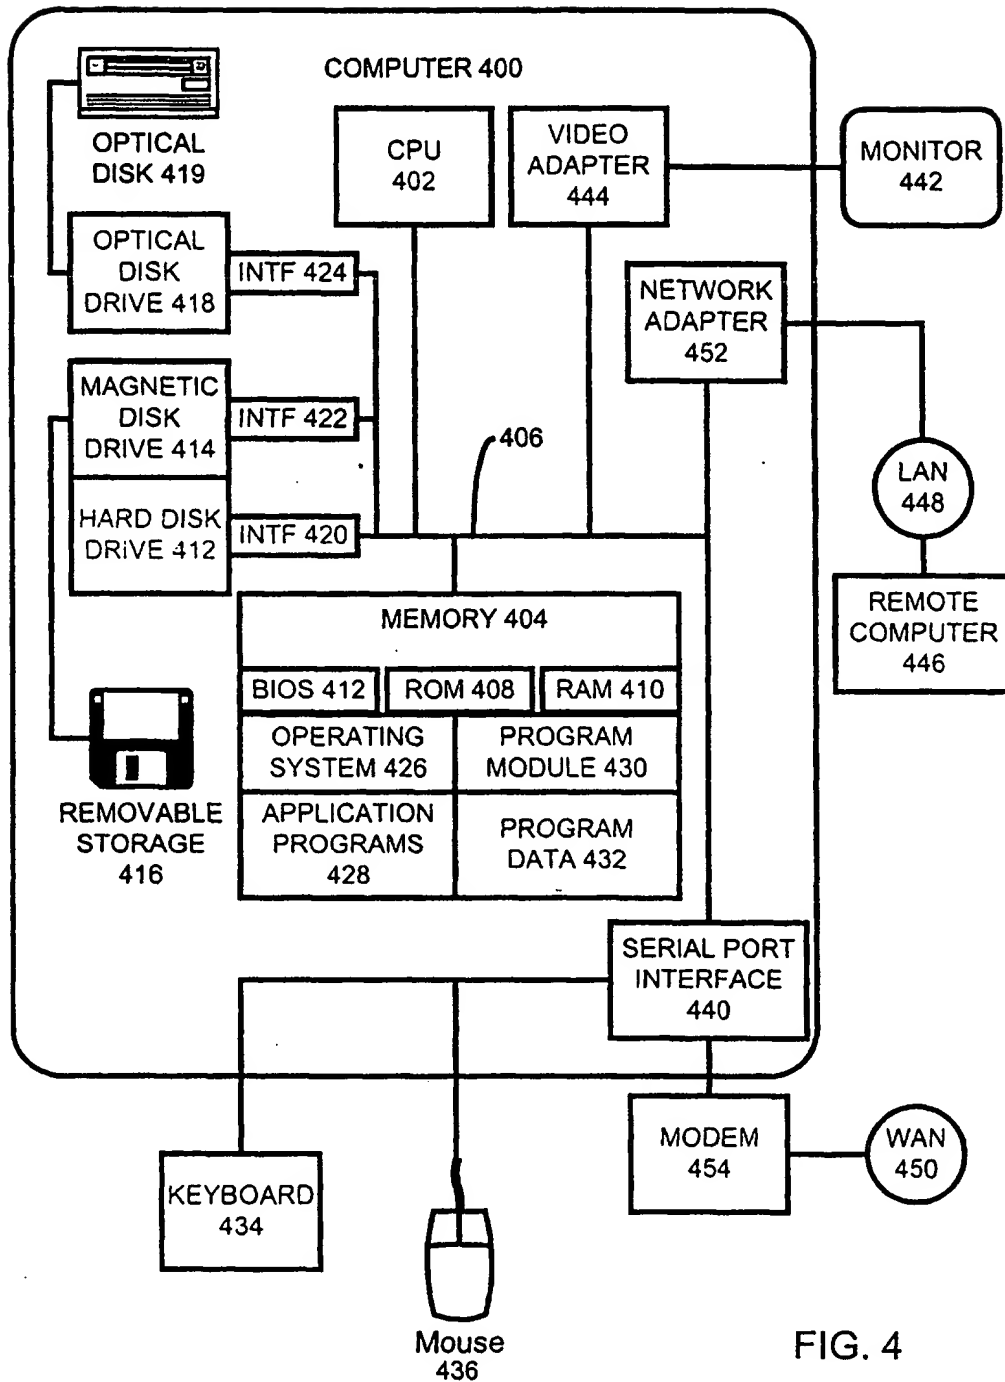 COMPUTER 400
OPTICAL
DISK 419
CPU
402
VIDEO
ADAPTER
444
MONITOR
442
OPTICAL
DISK
DRIVE 418
INTF 424
NETWORK
ADAPTER
452
MAGNETIC
DISK
DRIVE 414
INTF 422
406
LAN
448
HARD DISK
DRIVE 412
INTF 420
REMOTE
COMPUTER
446
MEMORY 404
BIOS 412
ROM 408
RAM 410
OPERATING
SYSTEM 426
PROGRAM
MODULE 430
APPLICATION
PROGRAMS
428
PROGRAM
DATA 432
REMOVABLE
STORAGE
416
SERIAL PORT
INTERFACE
440
MODEM
454
WAN
450
KEYBOARD
434
Mouse
436
FIG. 4